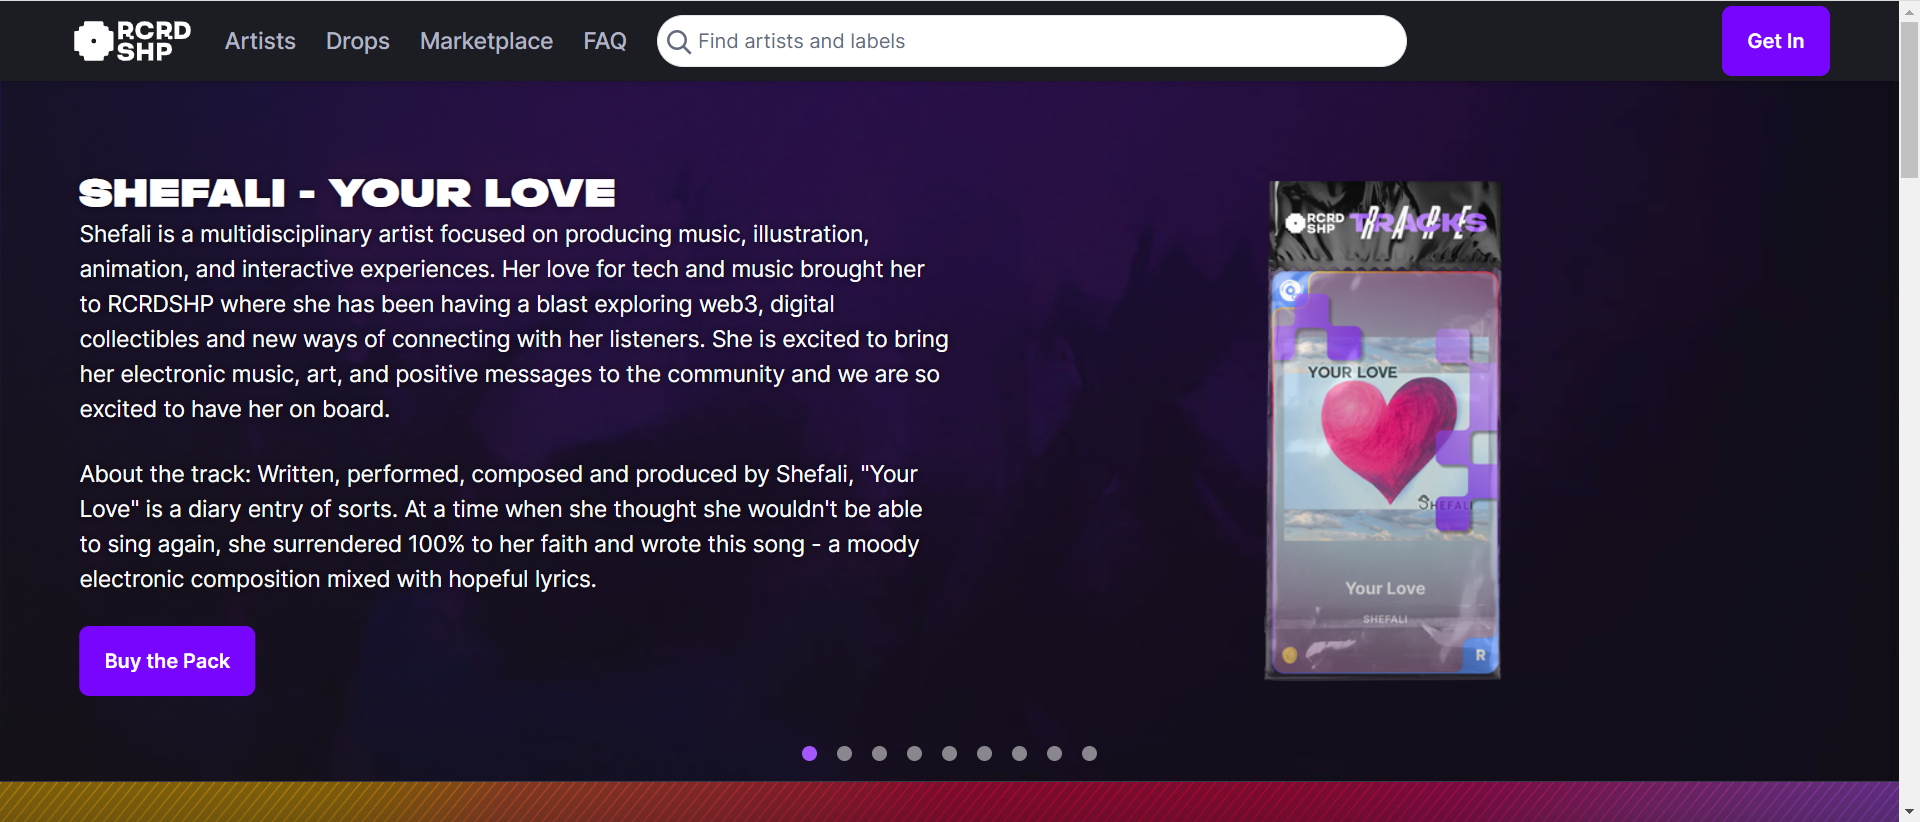 RCRD
SHP
Artists
Drops
Marketplace
FAQ
Find artists and labels
Get In
SHEFALI - YOUR LOVE
Shefali is a multidisciplinary artist focused on producing music, illustration,
animation, and interactive experiences. Her love for tech and music brought her
to RCRDSHP where she has been having a blast exploring web3, digital
collectibles and new ways of connecting with her listeners. She is excited to bring
her electronic music, art, and positive messages to the community and we are so
excited to have her on board.
About the track: Written, performed, composed and produced by Shefali, "Your
Love" is a diary entry of sorts. At a time when she thought she wouldn't be able
to sing again, she surrendered 100% to her faith and wrote this song - a moody
electronic composition mixed with hopeful lyrics.
Buy the Pack
RCRD
SHP
TRACKS
RARE
YOUR LOVE
SHEFALI
Your Love
SHEFALI
R